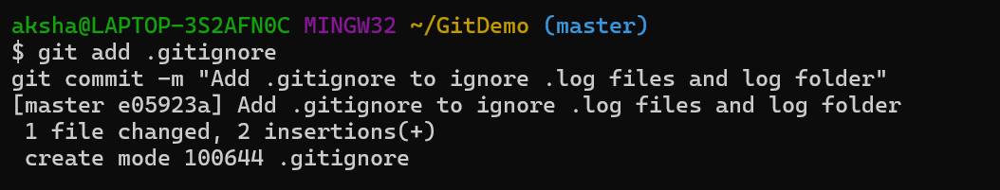 aksha@LAPTOP-3S2AFN0C MINGW32 ~/GitDemo (master)
$ git add .gitignore
git commit -m "Add .gitignore to ignore .log files and log folder"
[master e05923a] Add .gitignore to ignore .log files and log folder
 1 file changed, 2 insertions(+)
 create mode 100644 .gitignore